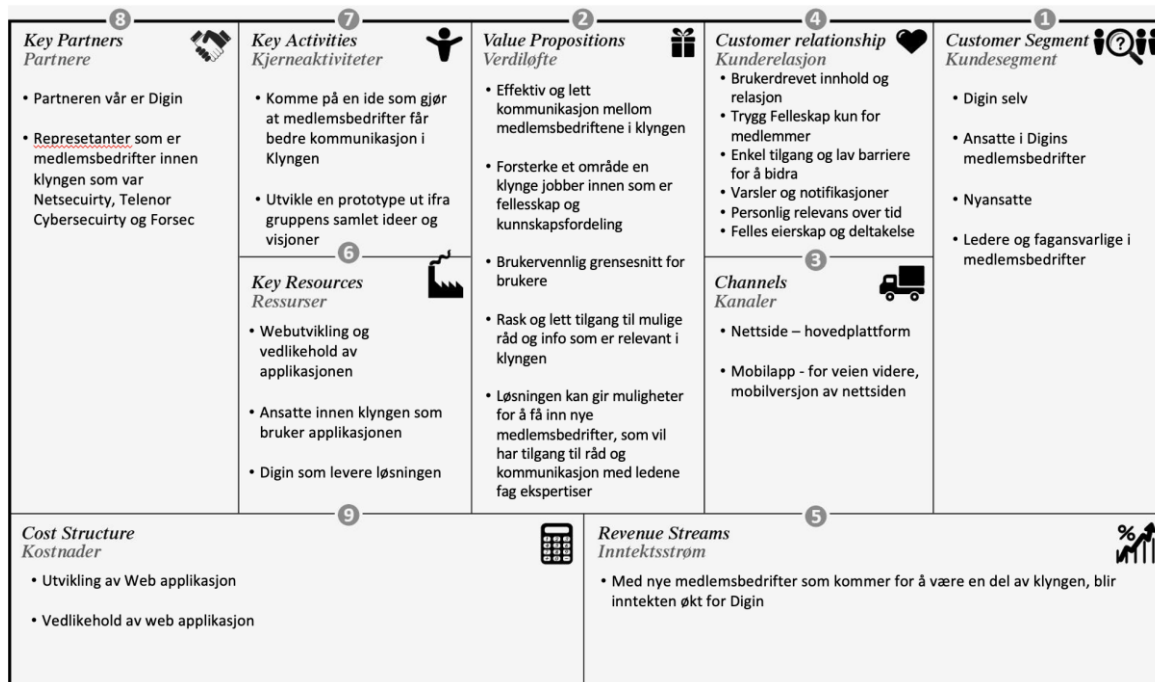 8
Key Partners
Partnere
• Partneren vår er Digin
• Represetanter som er
medlemsbedrifter innen
klyngen som var
Netsecuirty, Telenor
Cybersecuirty og Forsec
7
Key Activities
Kjerneaktiviteter
• Komme på en ide som gjør
at medlemsbedrifter får
bedre kommunikasjon i
Klyngen
• Utvikle en prototype ut ifra
gruppens samlet ideer og
visjoner
6
Key Resources
Ressurser
• Webutvikling og
vedlikehold av
applikasjonen
• Ansatte innen klyngen som
bruker applikasjonen
• Digin som levere løsningen
2
Value Propositions
Verdiløfte
• Effektiv og lett
kommunikasjon mellom
medlemsbedriftene i klyngen
• Forsterke et område en
klynge jobber innen som er
fellesskap og
kunnskapsfordeling
• Brukervennlig grensesnitt for
brukere
• Rask og lett tilgang til mulige
råd og info som er relevant i
klyngen
• Løsningen kan gir muligheter
for å få inn nye
medlemsbedrifter, som vil
har tilgang til råd og
kommunikasjon med ledene
fag ekspertiser
4
Customer relationship
Kunderelasjon
• Brukerdrevet innhold og
relasjon
• Trygg Felleskap kun for
medlemmer
• Enkel tilgang og lav barriere
for å bidra
• Varsler og notifikasjoner
• Personlig relevans over tid
• Felles eierskap og deltakelse
3
Channels
Kanaler
• Nettside – hovedplattform
• Mobilapp - for veien videre,
mobilversjon av nettsiden
1
Customer Segment
Kundesegment
?
• Digin selv
• Ansatte i Digins
medlemsbedrifter
• Nyansatte
• Ledere og fagansvarlige i
medlemsbedrifter
9
Cost Structure
Kostnader
• Utvikling av Web applikasjon
• Vedlikehold av web applikasjon
5
Revenue Streams
Inntektsstrøm
%
• Med nye medlemsbedrifter som kommer for å være en del av klyngen, blir
inntekten økt for Digin